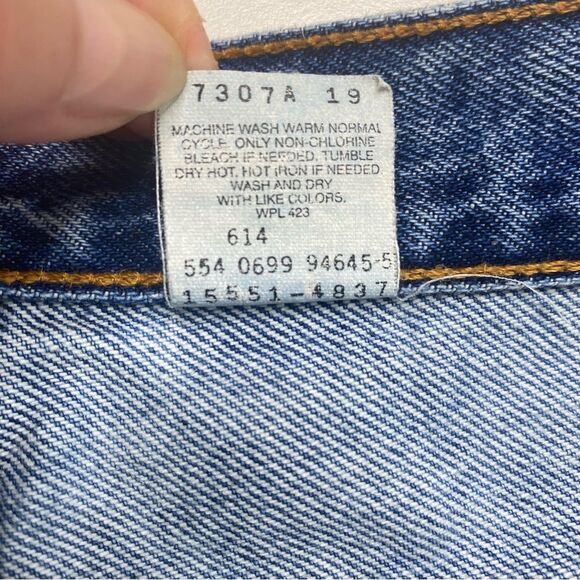 7307A 19
MACHINE WASH WARM NORMAL
CYCLE. ONLY NON-CHLORINE
BLEACH IF NEEDED. TUMBLE
DRY HOT. HOT IRON IF NEEDED.
WASH AND DRY
WITH LIKE COLORS.
WPL 423
614
554 0699 94645-5
15551-4837